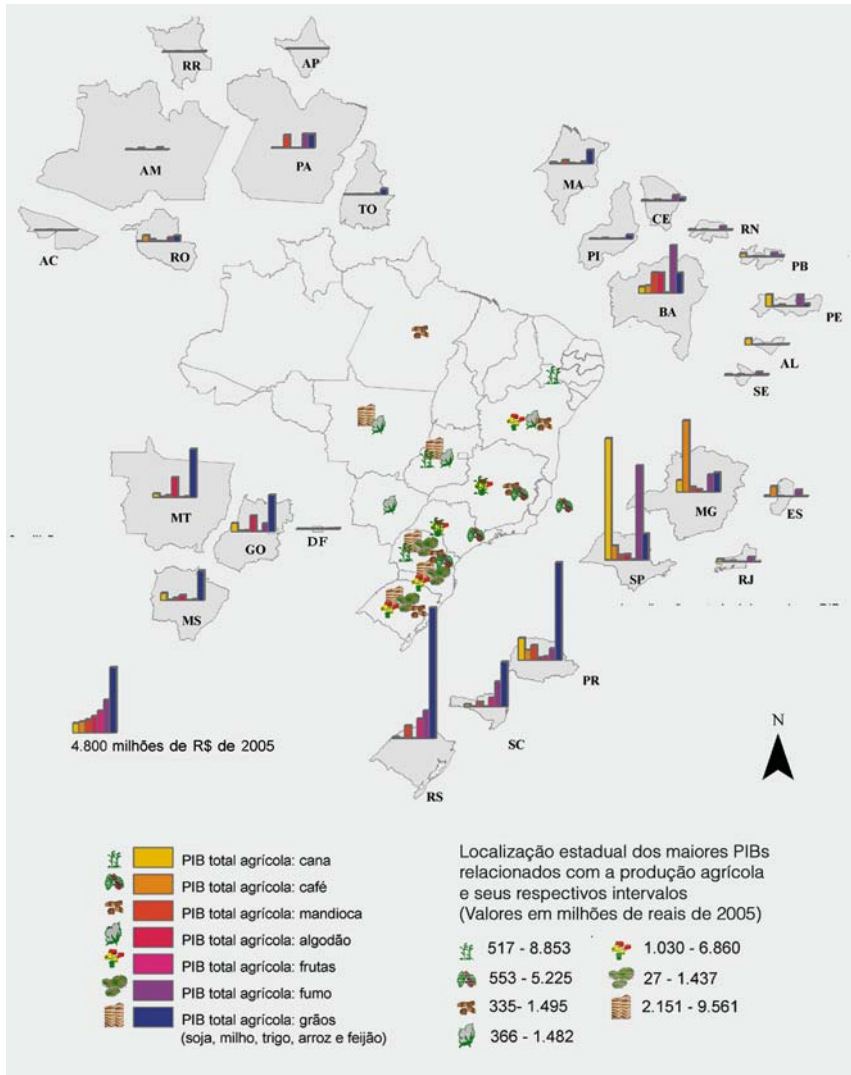 RR
AP
AM
PA
TO
AC
RO
MA
CE
RN
PI
PB
BA
PE
AL
SE
MT
GO
DF
MS
MG
ES
SP
RJ
PR
SC
RS
N
4.800 milhões de R$ de 2005
PIB total agrícola: cana
PIB total agrícola: café
PIB total agrícola: mandioca
PIB total agrícola: algodão
PIB total agrícola: frutas
PIB total agrícola: fumo
PIB total agrícola: grãos
(soja, milho, trigo, arroz e feijão)
Localização estadual dos maiores PIBs
relacionados com a produção agrícola
e seus respectivos intervalos
(Valores em milhões de reais de 2005)
517 - 8.853
553 - 5.225
335- 1.495
366 - 1.482
1.030 - 6.860
27 - 1.437
2.151 - 9.561